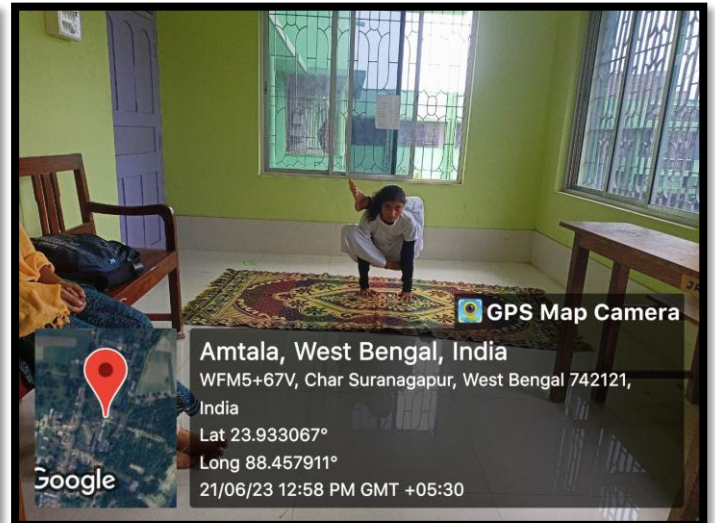 GPS Map Camera
Amtala, West Bengal, India
WFM5+67V, Char Suranagapur, West Bengal 742121,
India
Lat 23.933067°
Long 88.457911°
21/06/23 12:58 PM GMT +05:30
Google